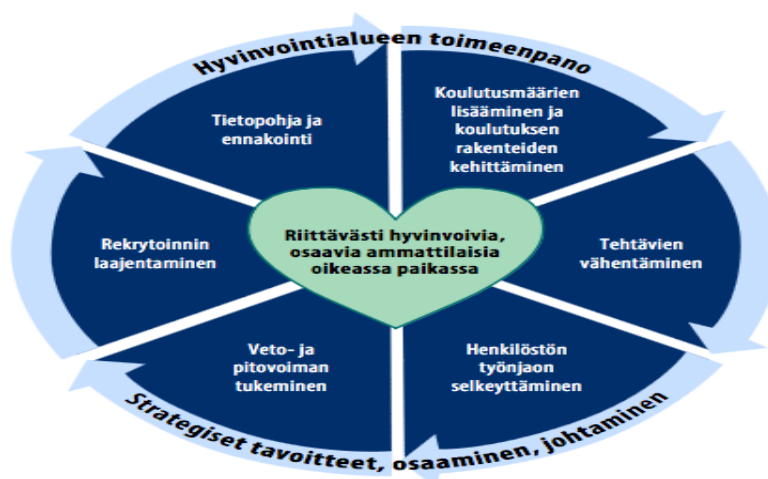 Hyvinvointialueen toimeenpano
Tietopohja ja
ennakointi
Koulutusmäärien
lisääminen ja
koulutuksen
rakenteiden
kehittäminen
Rekrytoinnin
laajentaminen
Riittävästi hyvinvoivia,
osaavia ammattilaisia
oikeassa paikassa
Tehtävien
vähentäminen
Veto- ja
pitovoiman
tukeminen
Henkilöstön
työnjaon
selkeyttäminen
Strategiset tavoitteet, osaaminen, johtaminen